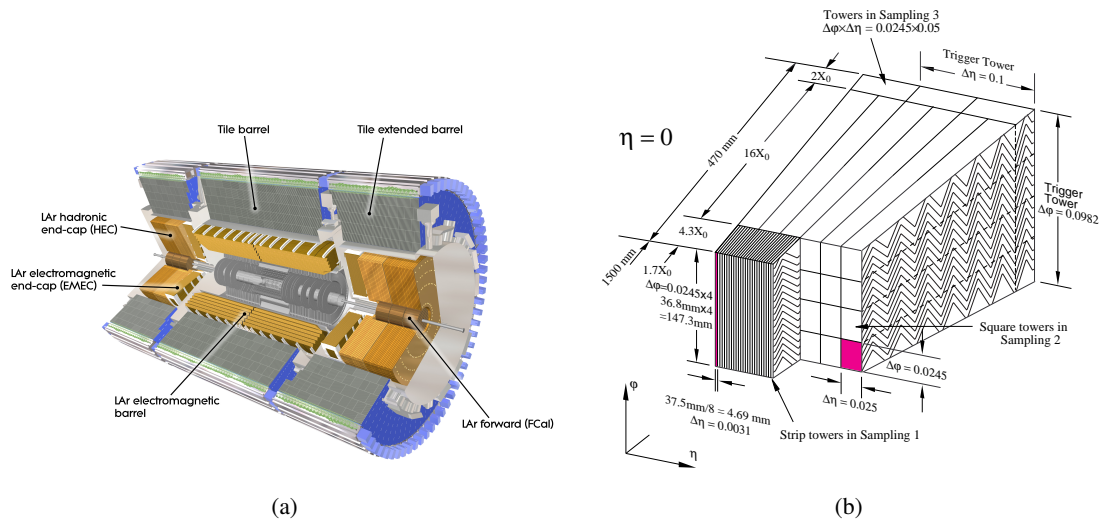 Tile barrel
Tile extended barrel
LAr hadronic
end-cap (HEC)
LAr electromagnetic
end-cap (EMEC)
LAr electromagnetic
barrel
LAr forward (FCal)
(a)
Towers in Sampling 3
Δφ×Δη = 0.0245×0.05
Trigger Tower
Δη = 0.1
2X₀
η = 0
470 mm
16X₀
Trigger
Tower
Δφ = 0.0982
4.3X₀
1500 mm
1.7X₀
Δφ=0.0245x4
36.8mmx4
=147.3mm
Square towers in
Sampling 2
Δφ = 0.0245
Δη = 0.025
37.5mm/8 = 4.69 mm
Δη = 0.0031
Strip towers in Sampling 1
φ
η
(b)